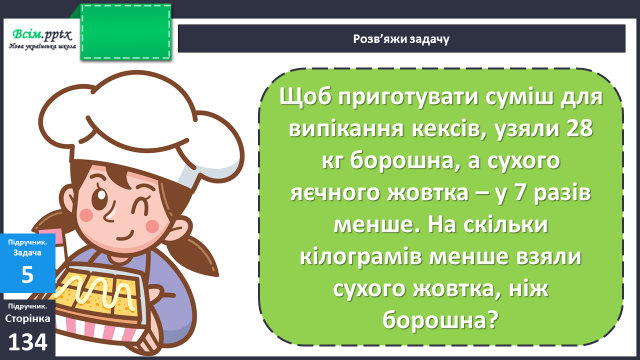 Всім.pptx
Нова українська школа
Розв’яжи задачу
Щоб приготувати суміш для
випікання кексів, узяли 28
кг борошна, а сухого
яєчного жовтка – у 7 разів
менше. На скільки
кілограмів менше взяли
сухого жовтка, ніж
борошна?
Підручник.
Задача
5
Підручник.
Сторінка
134